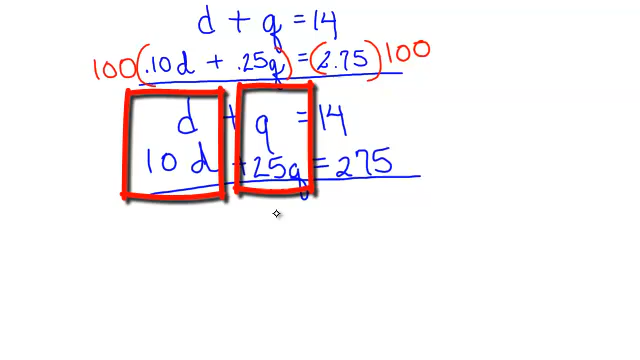 d + q = 14
100(.10d + .25q) = (2.75)100
d + q = 14
10d + 25q = 275